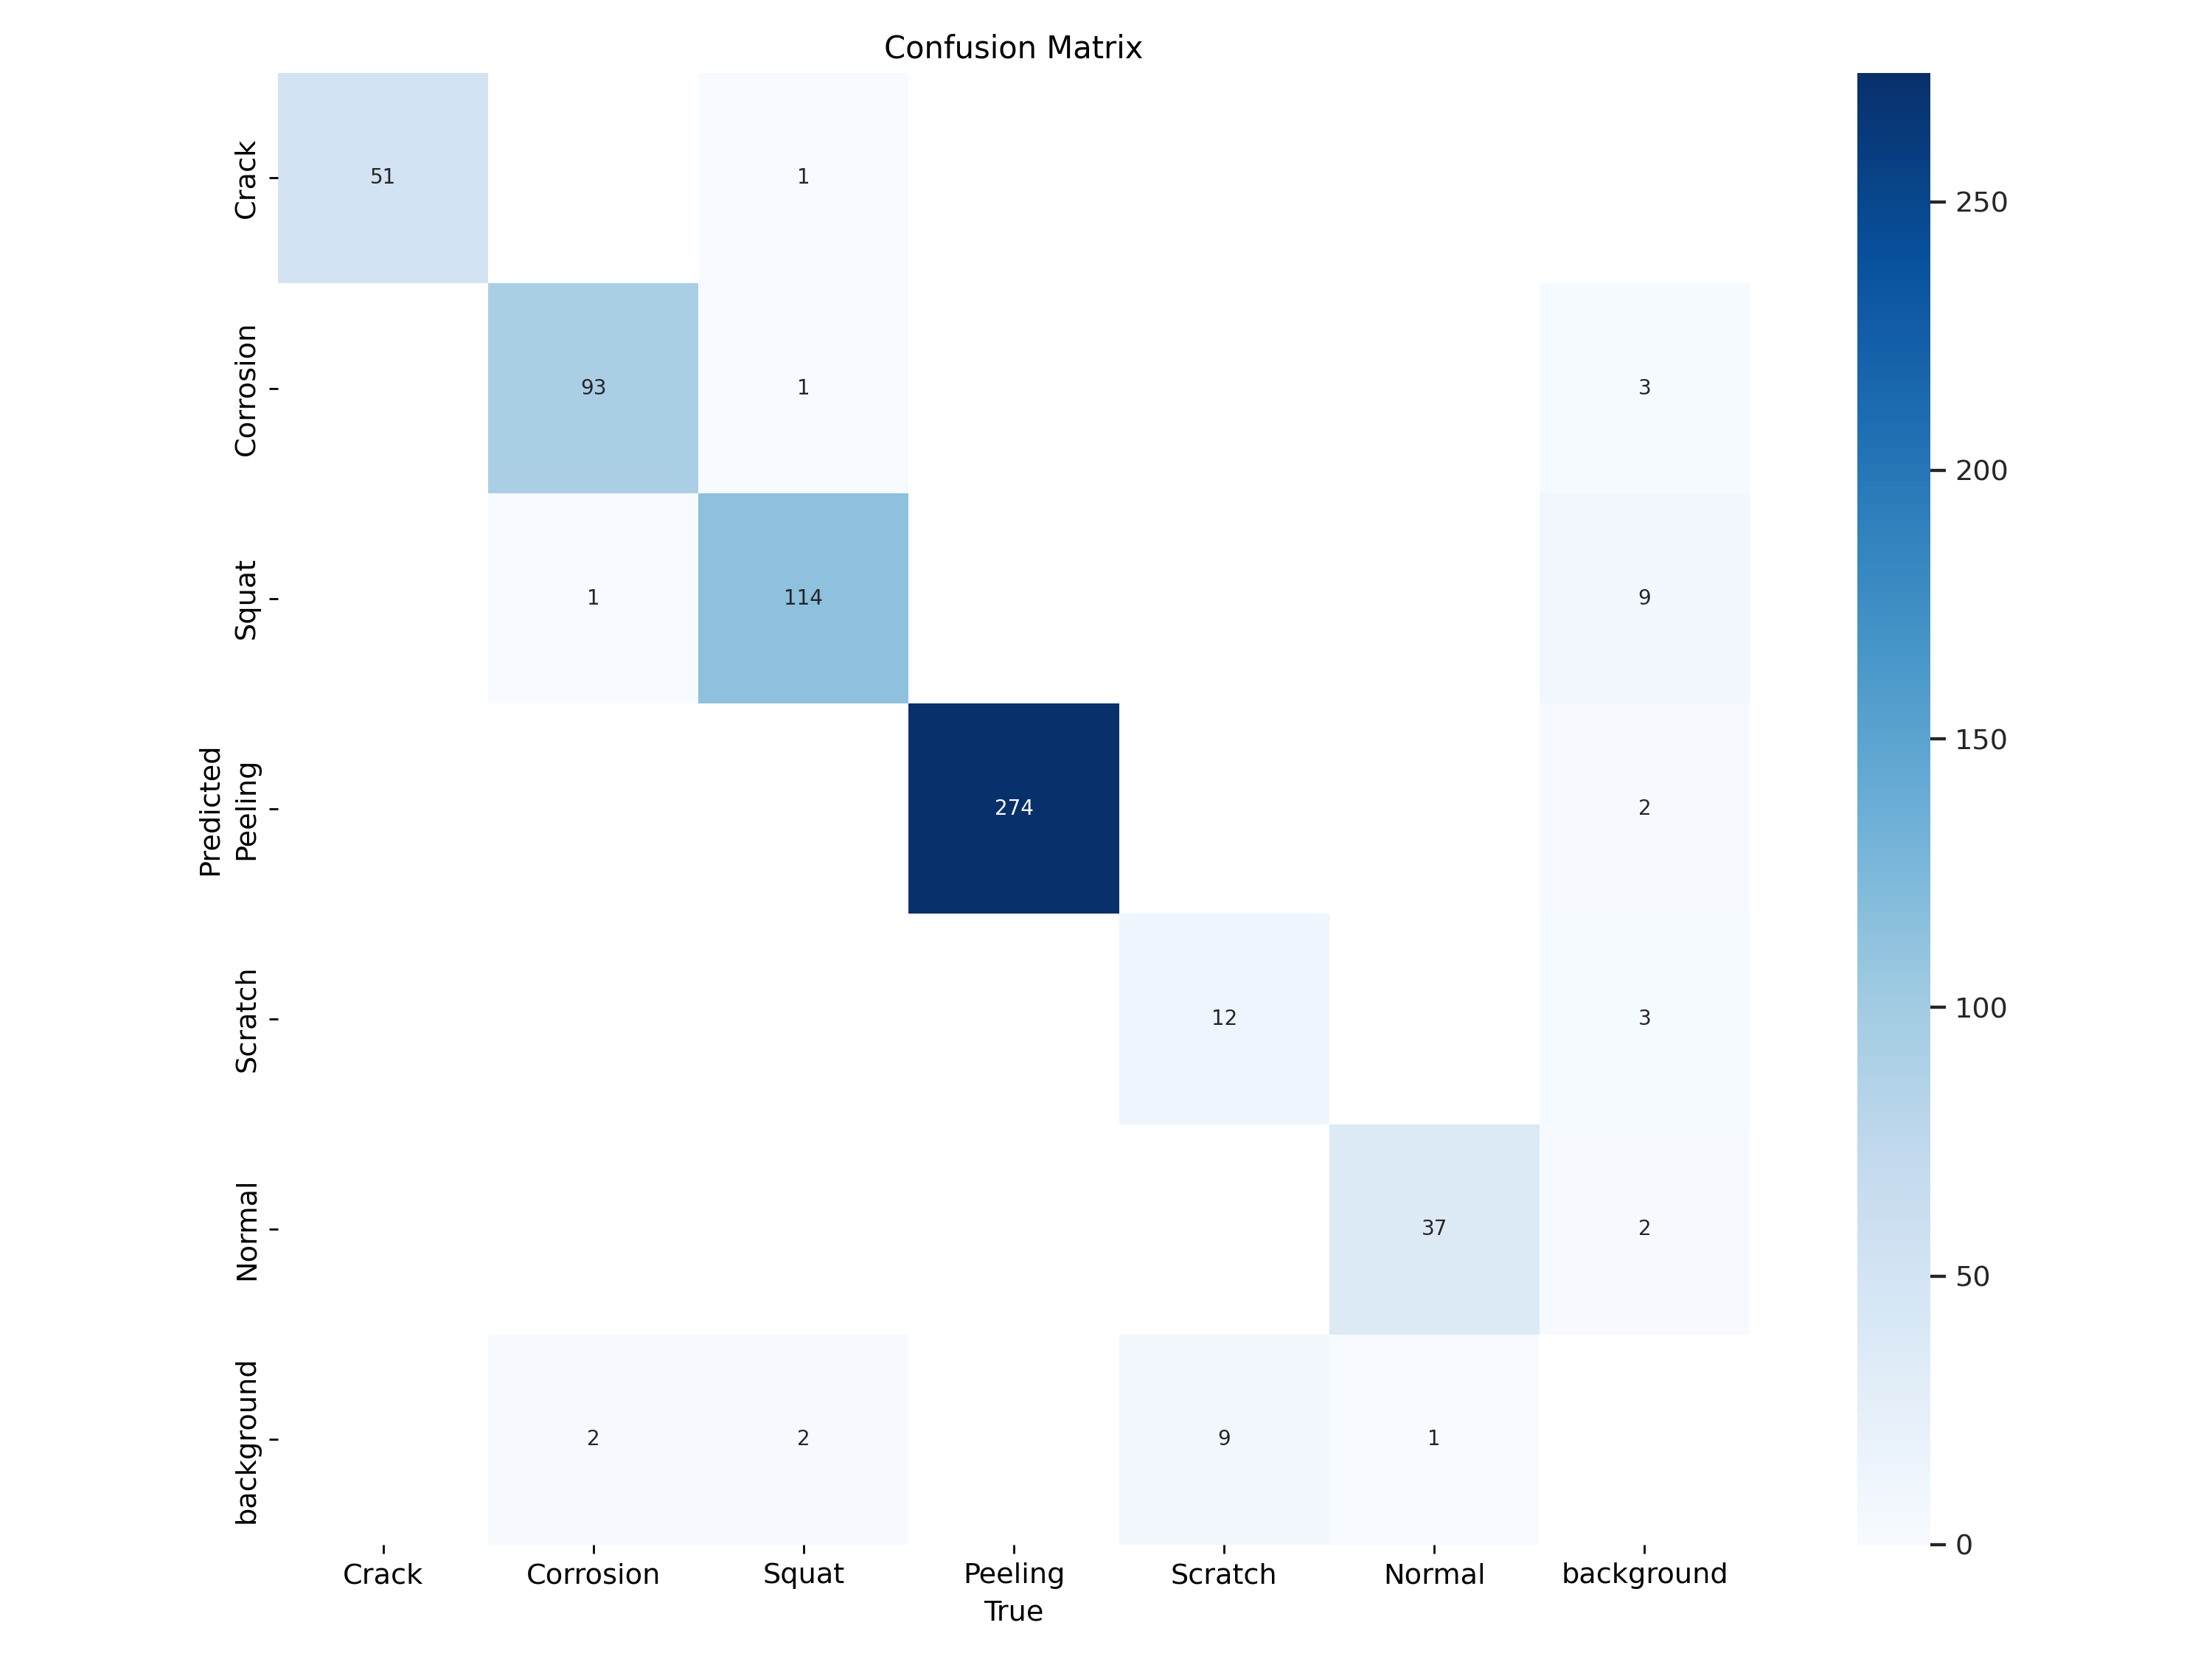 Confusion Matrix
Predicted
Crack
51
1
Corrosion
93
1
3
Squat
1
114
9
Peeling
274
2
Scratch
12
3
Normal
37
2
background
2
2
9
1
Crack
Corrosion
Squat
Peeling
Scratch
Normal
background
True
250
200
150
100
50
0